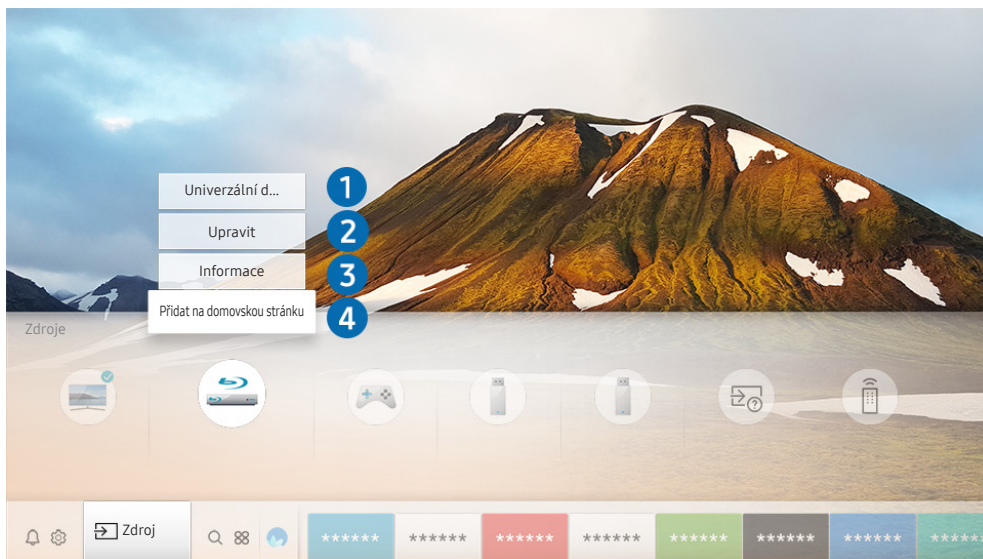 Univerzální d...
1
Upravit
2
Informace
3
Přidat na domovskou stránku
4
Zdroje
?
Zdroj
******
******
******
******
******
******
******
*****